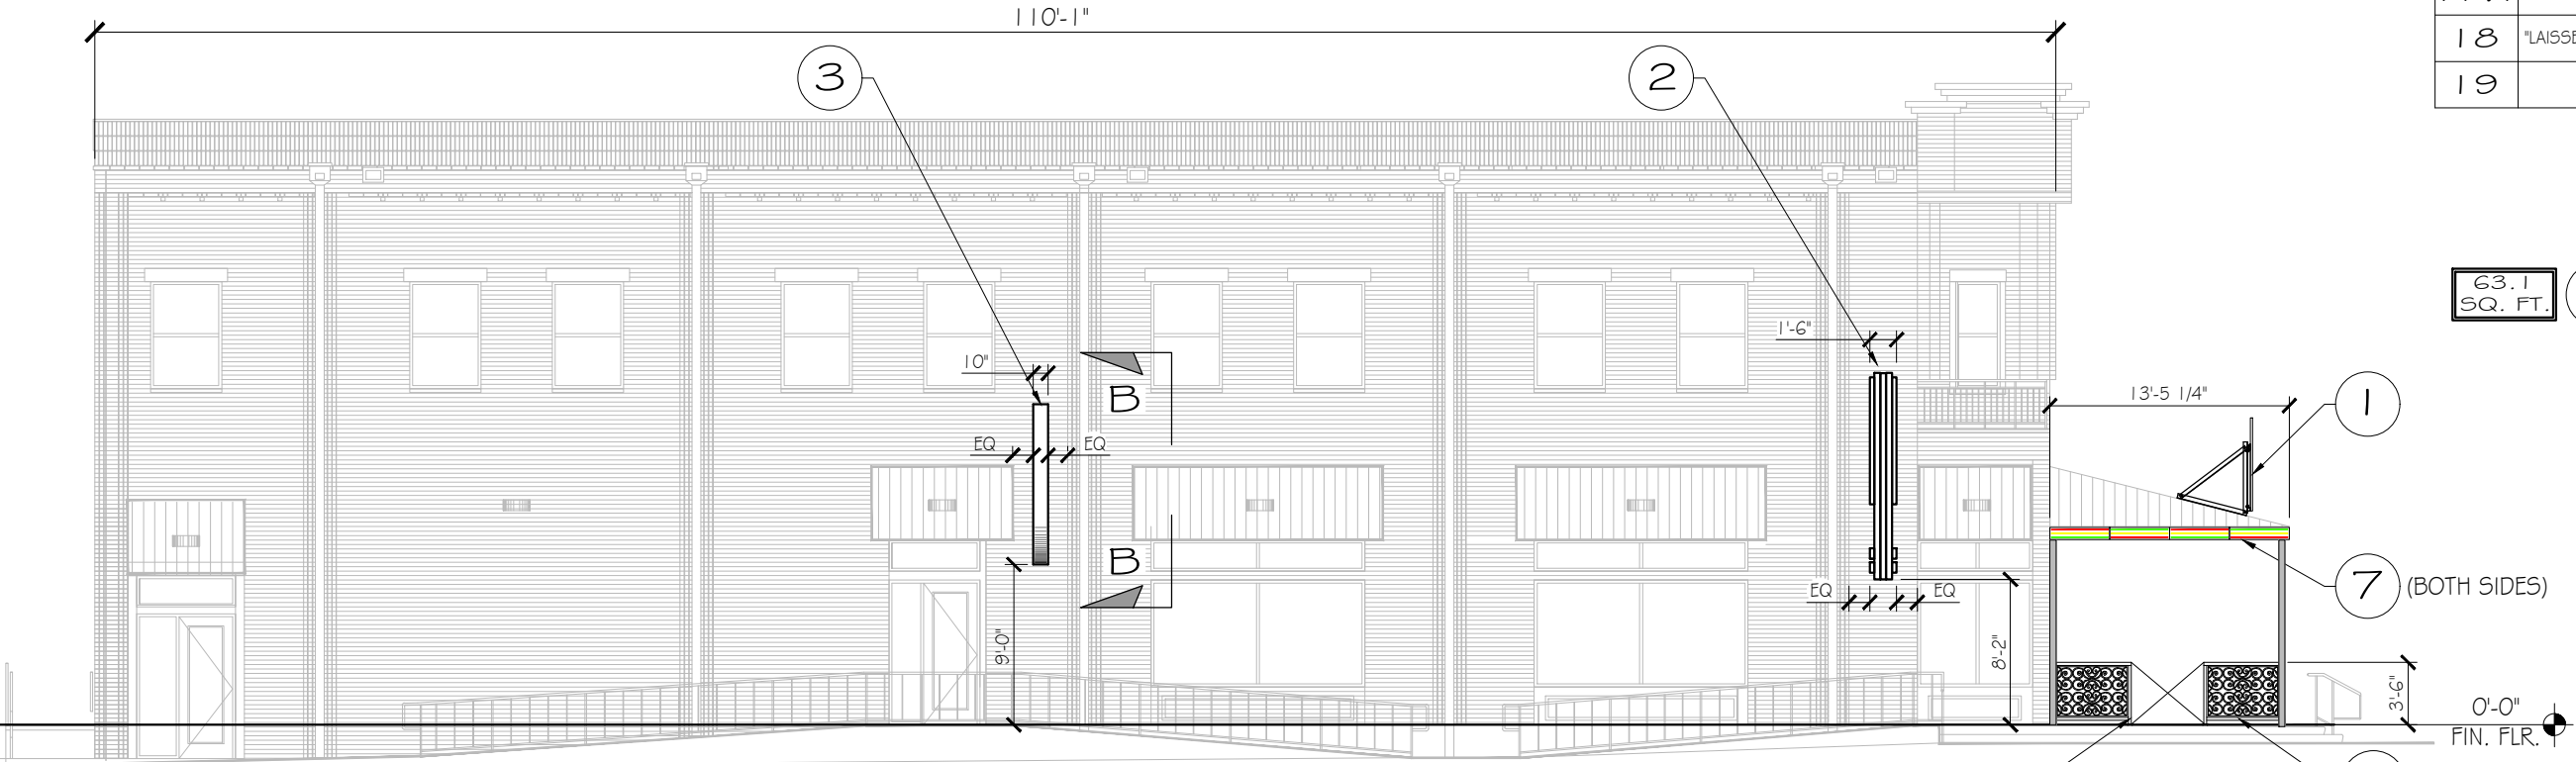 110'-1"
18 "LAISSE
19
3
2
63.1
SQ. FT.
1'-6"
10"
B
13'-5 1/4"
1
EQ
EQ
B
7 (BOTH SIDES)
EQ
EQ
9'-0"
8'-2"
3'-6"
0'-0"
FIN. FLR.